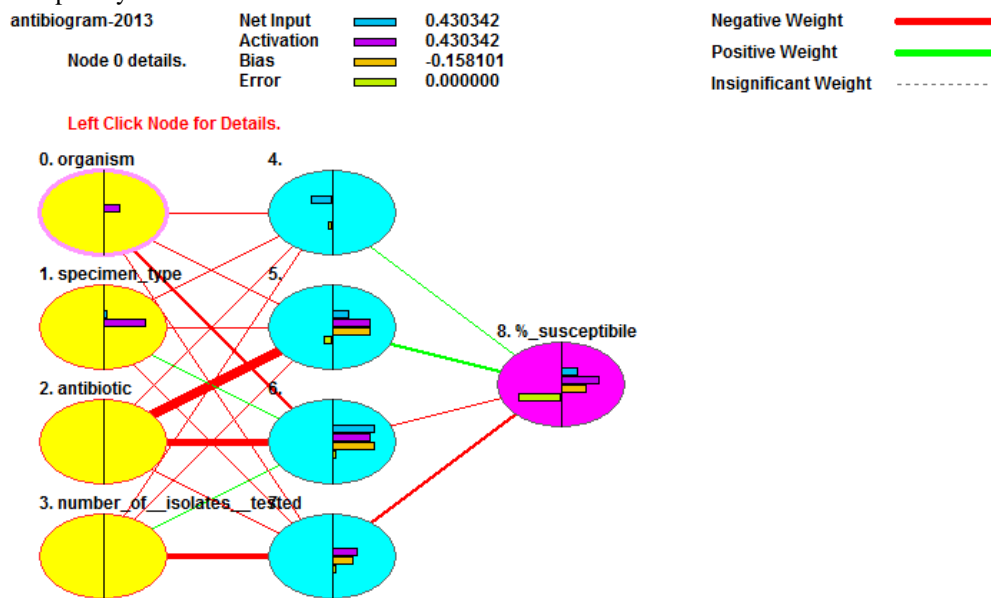 antibiogram-2013
Node 0 details.
Net Input 0.430342
Activation 0.430342
Bias -0.158101
Error 0.000000
Negative Weight
Positive Weight
Insignificant Weight
Left Click Node for Details.
0. organism
4.
1. specimen_type
5.
8. %_susceptibile
2. antibiotic
6.
3. number_of__isolates__tested
7.